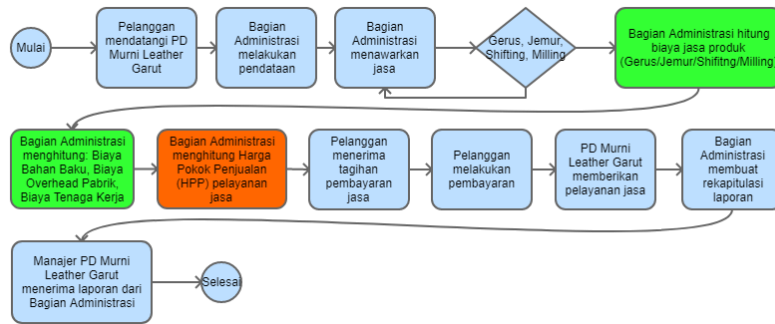 Mulai
Pelanggan
mendatangi PD
Murni Leather
Garut
Bagian
Administrasi
melakukan
pendataan
Bagian
Administrasi
menawarkan
jasa
Gerus, Jemur,
Shifting, Milling
Bagian Administrasi hitung
biaya jasa produk
(Gerus/Jemur/Shifitng/Milling)
Bagian Administrasi
menghitung: Biaya
Bahan Baku, Biaya
Overhead Pabrik,
Biaya Tenaga Kerja
Bagian Administrasi
menghitung Harga
Pokok Penjualan
(HPP) pelayanan
jasa
Pelanggan
menerima
tagihan
pembayaran
jasa
Pelanggan
melakukan
pembayaran
PD Murni
Leather Garut
memberikan
pelayanan jasa
Bagian
Administrasi
membuat
rekapitulasi
laporan
Manajer PD Murni
Leather Garut
menerima laporan dari
Bagian Administrasi
Selesai